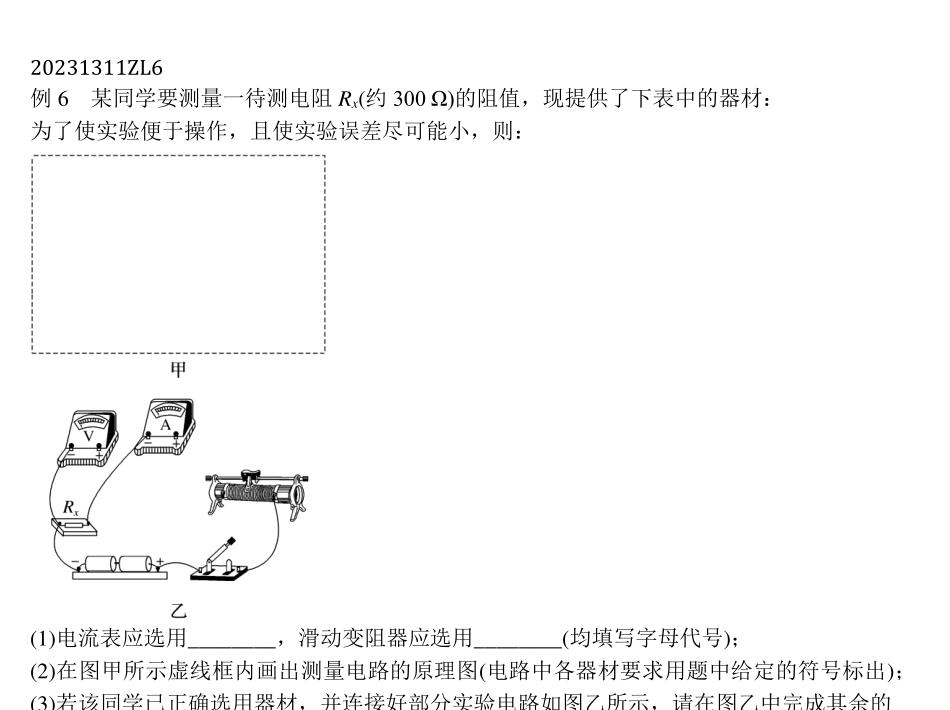 20231311ZL6
例 6 某同学要测量一待测电阻 Rx(约 300 Ω)的阻值，现提供了下表中的器材：
为了使实验便于操作，且使实验误差尽可能小，则：
甲
V
－ ＋
A
－ ＋
Rx
－ ＋
乙
(1)电流表应选用________，滑动变阻器应选用________(均填写字母代号)；
(2)在图甲所示虚线框内画出测量电路的原理图(电路中各器材要求用题中给定的符号标出)；
(3)若该同学已正确选用器材，并连接好部分实验电路如图乙所示，请在图乙中完成其余的